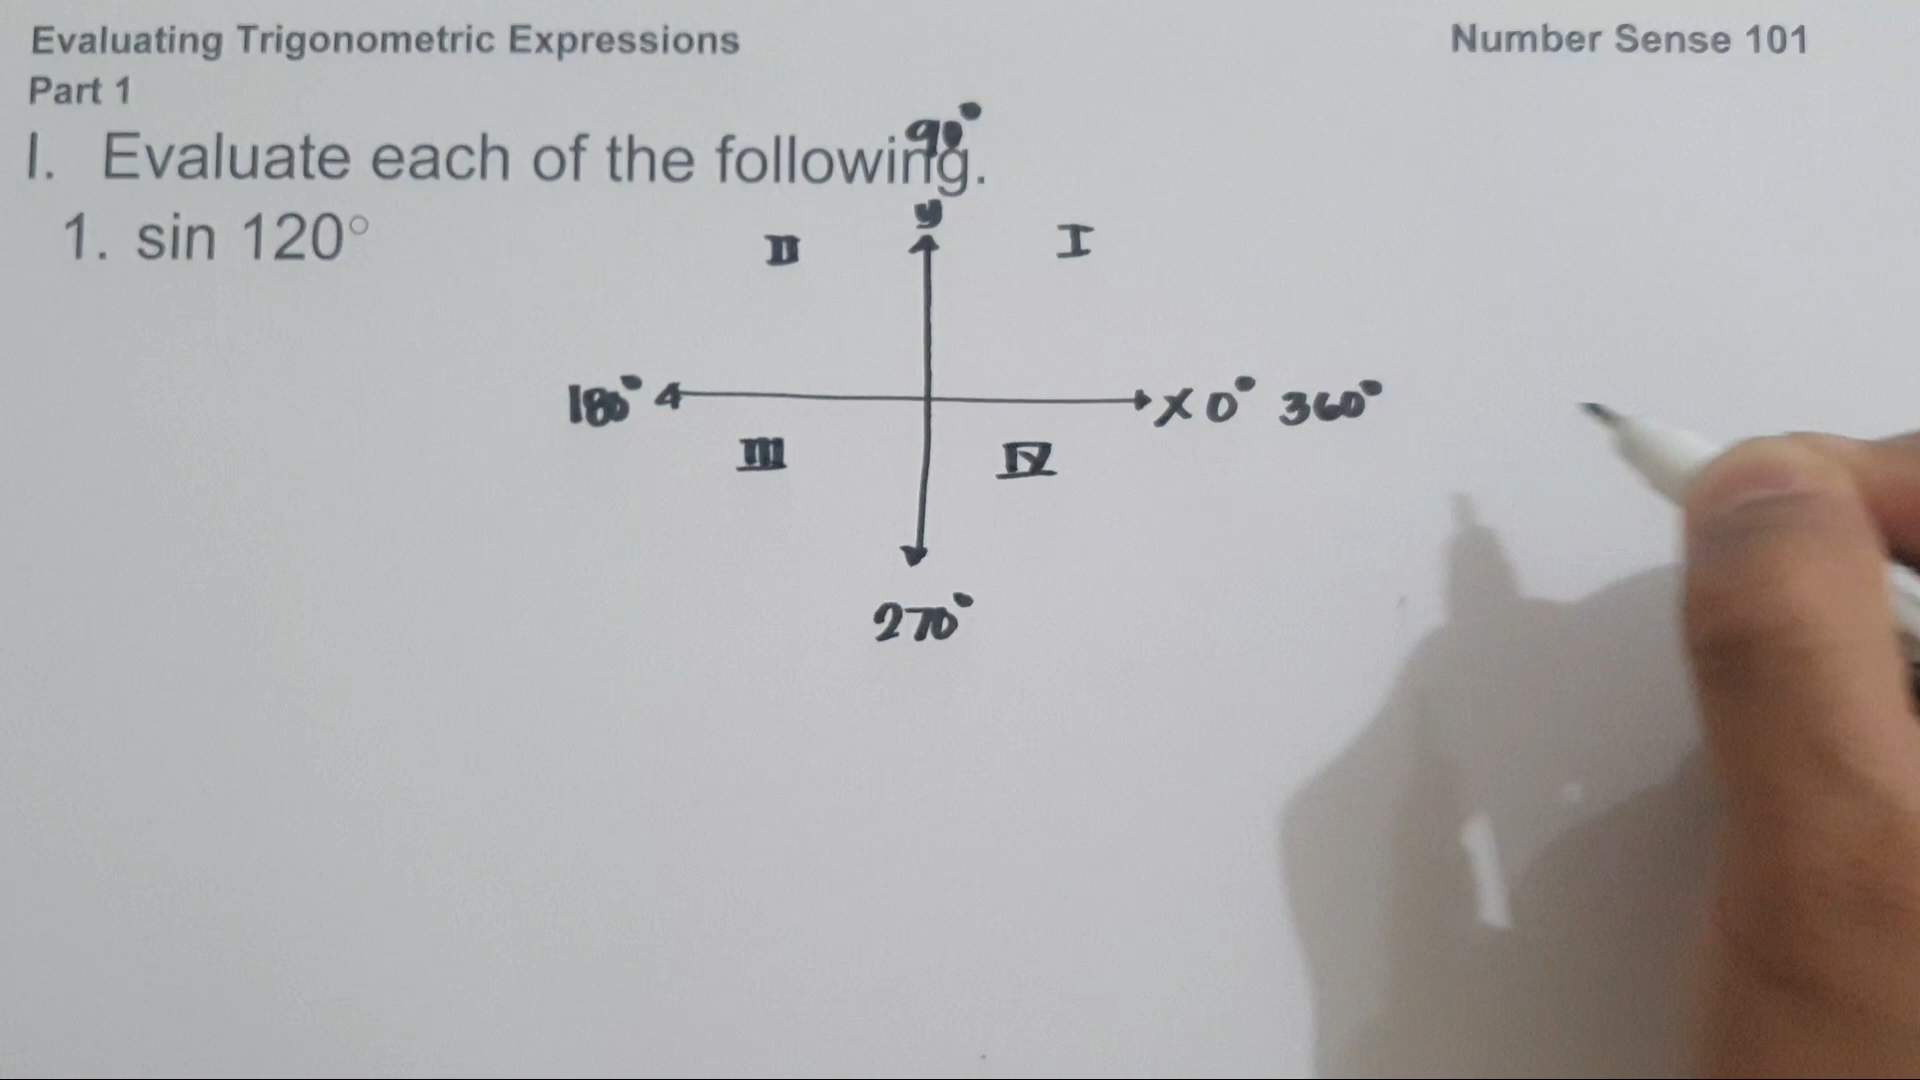 Evaluating Trigonometric Expressions
Number Sense 101
Part 1
90°
I. Evaluate each of the following.
1. sin 120°
y
II
I
180°
X 0° 360°
III
IV
270°